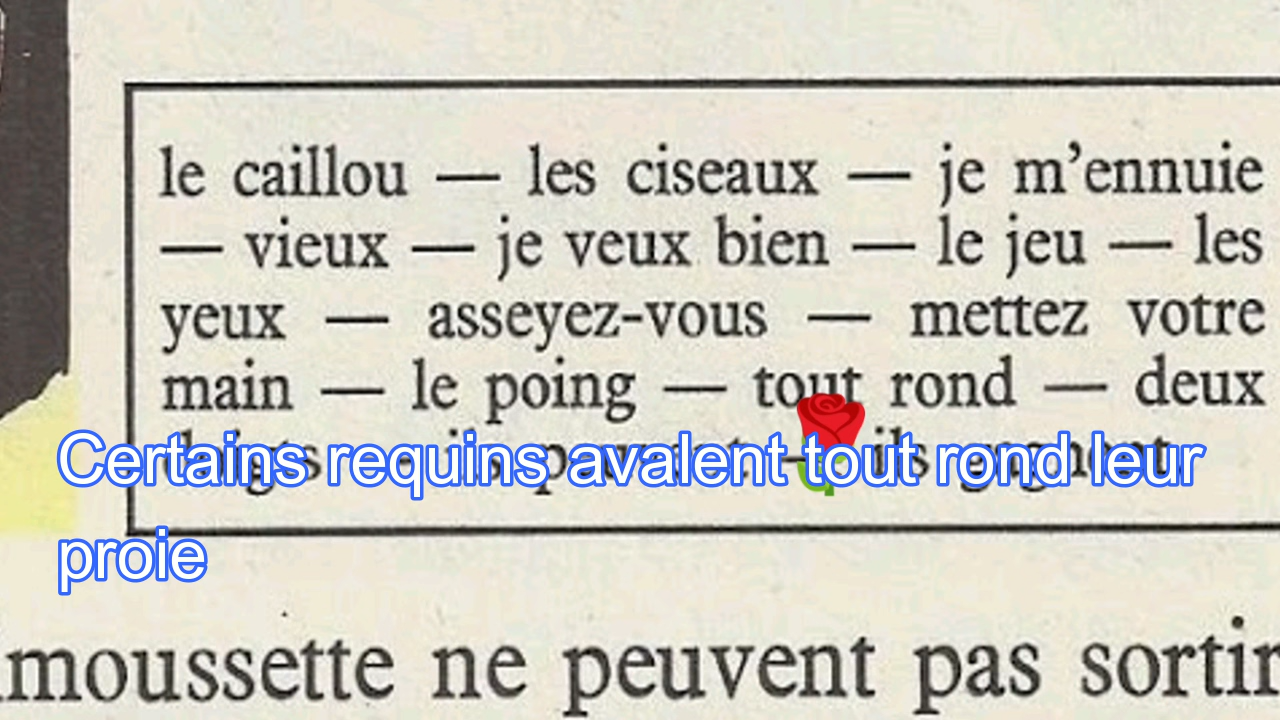 le caillou — les ciseaux — je m'ennuie
— vieux — je veux bien — le jeu — les
yeux — asseyez-vous — mettez votre
main — le poing — tout rond — deux
Certains requins avalent tout rond leur
proie
moussette ne peuvent pas sortir